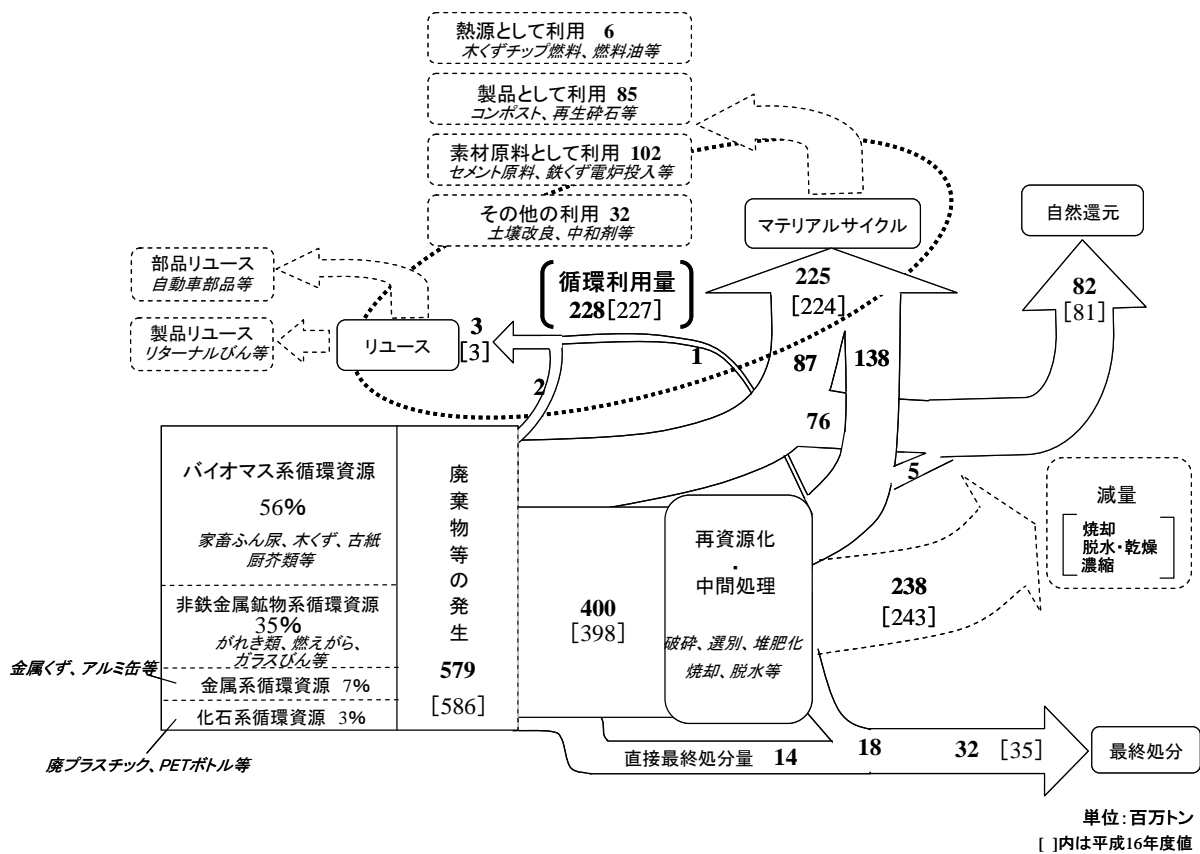 熱源として利用 6
木くずチップ燃料、燃料油等
製品として利用 85
コンポスト、再生砕石等
素材原料として利用 102
セメント原料、鉄くず電炉投入等
その他の利用 32
土壌改良、中和剤等
マテリアルサイクル
自然還元
部品リユース
自動車部品等
製品リユース
リターナルびん等
リユース
3
[3]
循環利用量
228[227]
225
[224]
82
[81]
1
2
87
138
76
5
バイオマス系循環資源
56%
家畜ふん尿、木くず、古紙
厨芥類等
非鉄金属鉱物系循環資源
35%
がれき類、燃えがら、
ガラスびん等
金属くず、アルミ缶等
金属系循環資源 7%
化石系循環資源 3%
廃プラスチック、PETボトル等
廃棄物等の発生
579
[586]
400
[398]
再資源化
・
中間処理
破砕、選別、堆肥化
焼却、脱水等
減量
焼却
脱水・乾燥
濃縮
238
[243]
直接最終処分量 14
18
32 [35]
最終処分
単位:百万トン
[ ]内は平成16年度値